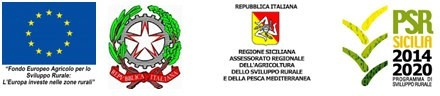 "Fondo Europeo Agricolo per lo
Sviluppo Rurale:
L'Europa investe nelle zone rurali"
REPVBBLICA ITALIANA
REPUBBLICA ITALIANA
REGIONE SICILIANA
ASSESSORATO REGIONALE
DELL'AGRICOLTURA
DELLO SVILUPPO RURALE
E DELLA PESCA MEDITERRANEA
PSR
SICILIA
2014
2020
PROGRAMMA DI
SVILUPPO RURALE